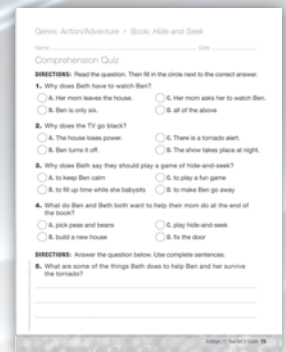 Genre: Action/Adventure • Book: Hide and Seek
Name Date
Comprehension Quiz
DIRECTIONS: Read the question. Then fill in the circle next to the correct answer.
1. Why does Beth have to watch Ben?
A. Her mom leaves the house. C. Her mom asks her to watch Ben.
B. Ben is only six. D. all of the above
2. Why does the TV go black?
A. The house loses power. C. There is a tornado alert.
B. Ben turns it off. D. The show takes place at night.
3. Why does Beth say they should play a game of hide-and-seek?
A. to keep Ben calm C. to play a fun game
B. to fill up time while she babysits D. to make Ben go away
4. What do Ben and Beth both want to help their mom do at the end of
the book?
A. pick peas and beans C. play hide-and-seek
B. build a new house D. fix the door
DIRECTIONS: Answer the question below. Use complete sentences.
5. What are some of the things Beth does to help Ben and her survive
the tornado?
Teacher's Guide 15